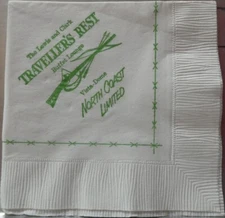 The Lewis and Clark
TRAVELLER'S REST
Buffet Lounge
Vista-Dome
NORTH COAST
LIMITED